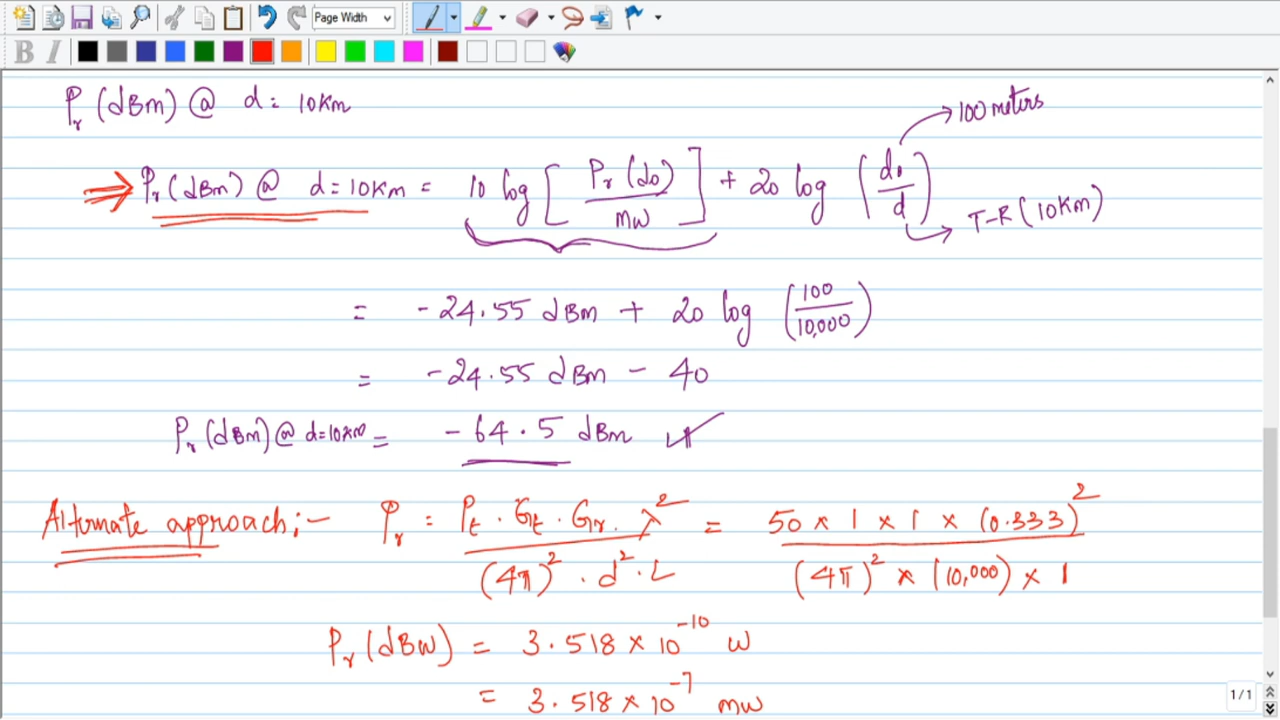 Page Width
B I
Pr (dBm) @ d = 10Km
→ 100 meters
⇒ Pr (dBm) @ d = 10Km = 10 log [ Pr (d0) / mW ] + 20 log ( d0 / d )
→ T-R (10Km)
= -24.55 dBm + 20 log ( 100 / 10,000 )
= -24.55 dBm - 40
Pr (dBm) @ d=10Km = -64.5 dBm
Alternate approach:- Pr = Pt . Gt . Gr . λ² / (4π)² . d² . L = 50 × 1 × 1 × (0.333)² / (4π)² × (10,000) × 1
Pr (dBW) = 3.518 × 10⁻¹⁰ W
= 3.518 × 10⁻⁷ mW
1/1